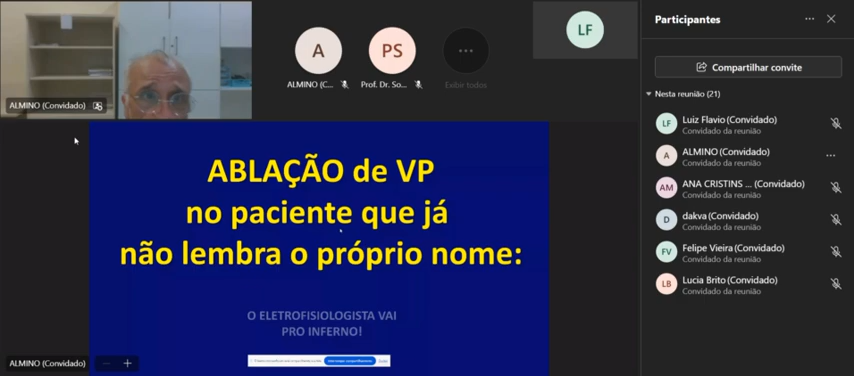 ALMINO (Convidado)
A
PS
ALMINO (C...
Prof. Dr. So...
Exibir todos
LF
ABLAÇÃO de VP
no paciente que já
não lembra o próprio nome:
O ELETROFISIOLOGISTA VAI
PRO INFERNO!
ALMINO (Convidado)
Participantes
Compartilhar convite
Nesta reunião (21)
LF
Luiz Flavio (Convidado)
Convidado da reunião
A
ALMINO (Convidado)
Convidado da reunião
AM
ANA CRISTINS ... (Convidado)
Convidado da reunião
D
dakva (Convidado)
Convidado da reunião
FV
Felipe Vieira (Convidado)
Convidado da reunião
LB
Lucia Brito (Convidado)
Convidado da reunião